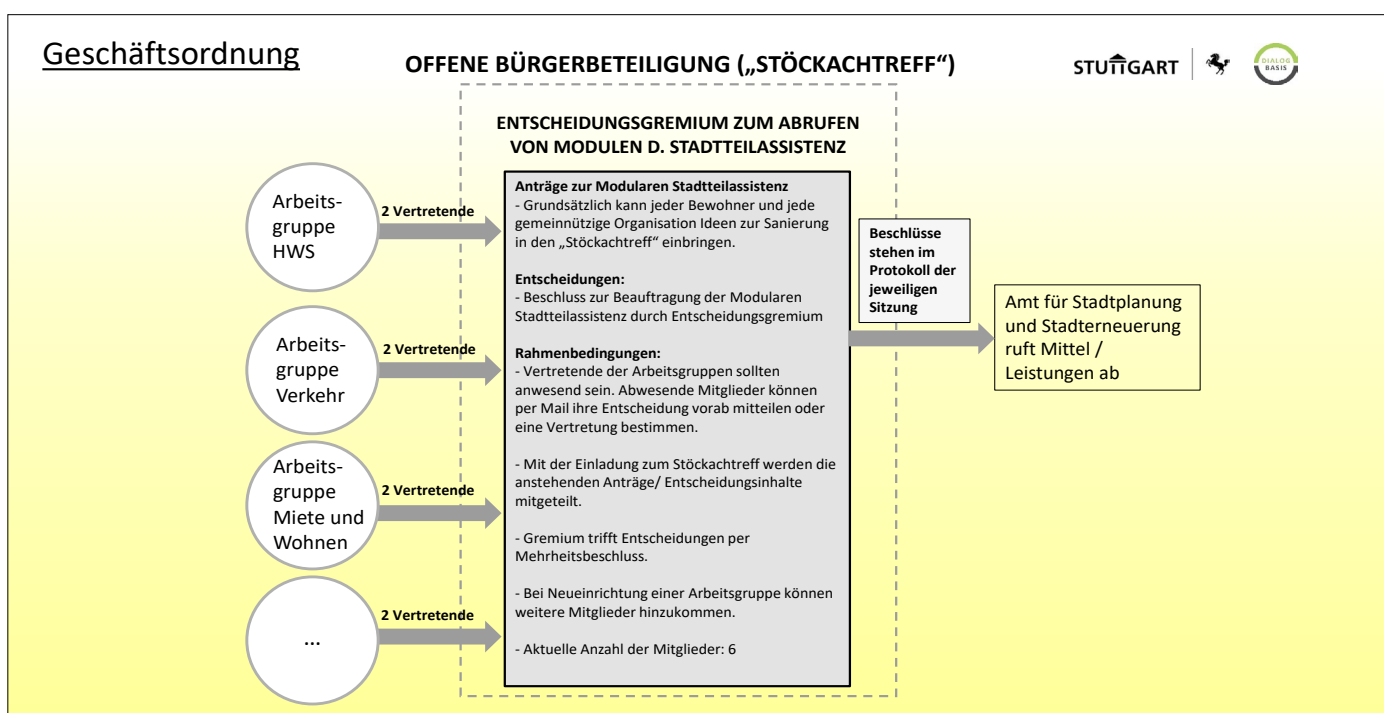 Geschäftsordnung
OFFENE BÜRGERBETEILIGUNG („STÖCKACHTREFF“)
STUTTGART
DIALOG
BASIS
ENTSCHEIDUNGSGREMIUM ZUM ABRUFEN
VON MODULEN D. STADTTEILASSISTENZ
Arbeits-
gruppe
HWS
2 Vertretende
Arbeits-
gruppe
Verkehr
2 Vertretende
Arbeits-
gruppe
Miete und
Wohnen
2 Vertretende
...
2 Vertretende
Anträge zur Modularen Stadtteilassistenz
- Grundsätzlich kann jeder Bewohner und jede
gemeinnützige Organisation Ideen zur Sanierung
in den „Stöckachtreff“ einbringen.
Entscheidungen:
- Beschluss zur Beauftragung der Modularen
Stadtteilassistenz durch Entscheidungsgremium
Rahmenbedingungen:
- Vertretende der Arbeitsgruppen sollten
anwesend sein. Abwesende Mitglieder können
per Mail ihre Entscheidung vorab mitteilen oder
eine Vertretung bestimmen.
- Mit der Einladung zum Stöckachtreff werden die
anstehenden Anträge/ Entscheidungsinhalte
mitgeteilt.
- Gremium trifft Entscheidungen per
Mehrheitsbeschluss.
- Bei Neueinrichtung einer Arbeitsgruppe können
weitere Mitglieder hinzukommen.
- Aktuelle Anzahl der Mitglieder: 6
Beschlüsse
stehen im
Protokoll der
jeweiligen
Sitzung
Amt für Stadtplanung
und Stadterneuerung
ruft Mittel /
Leistungen ab